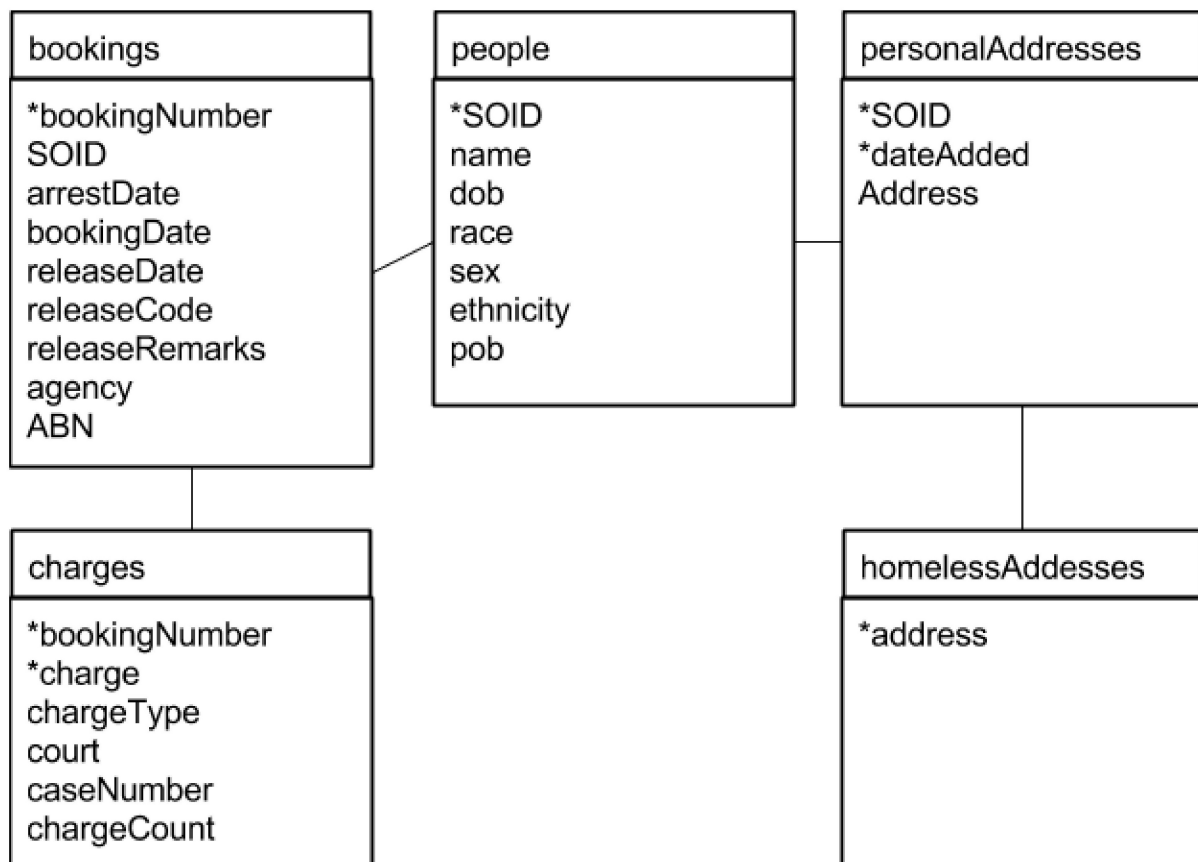 bookings
*bookingNumber
SOID
arrestDate
bookingDate
releaseDate
releaseCode
releaseRemarks
agency
ABN
people
*SOID
name
dob
race
sex
ethnicity
pob
personalAddresses
*SOID
*dateAdded
Address
charges
*bookingNumber
*charge
chargeType
court
caseNumber
chargeCount
homelessAddesses
*address